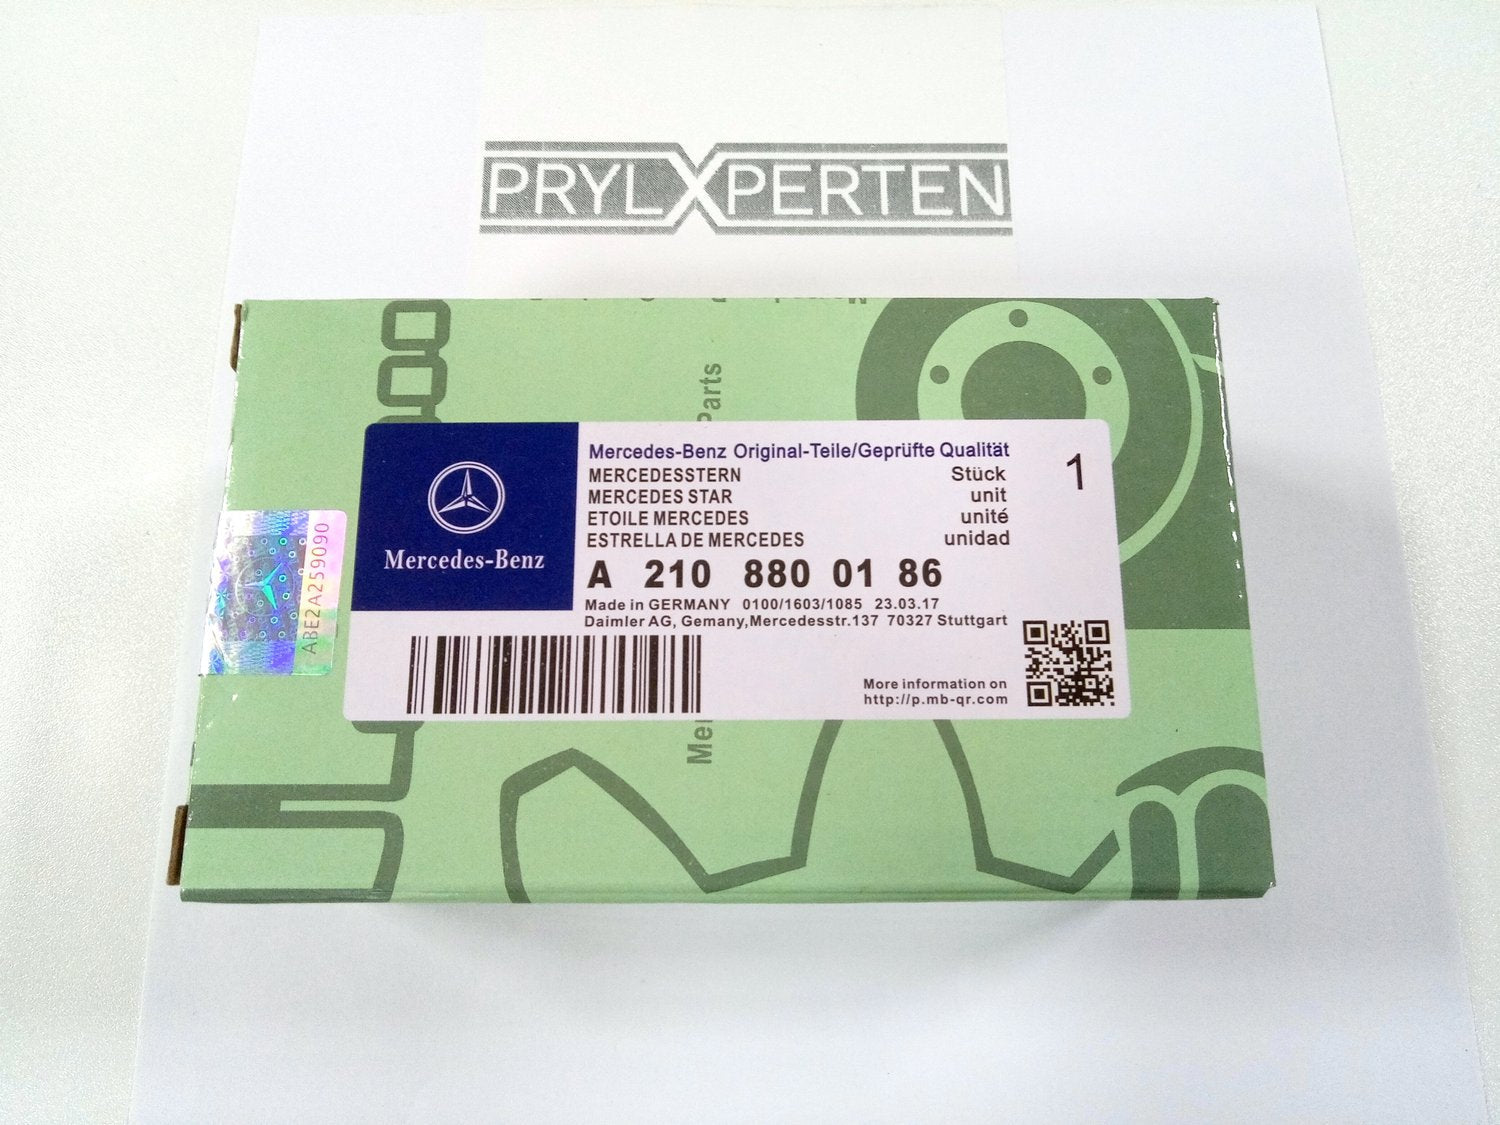 PRYLXPERTEN
Parts
Mercedes-Benz Original-Teile/Geprüfte Qualität
MERCEDESSTERN Stück 1
MERCEDES STAR unit
ETOILE MERCEDES unité
ESTRELLA DE MERCEDES unidad
A 210 880 01 86
Made in GERMANY 0100/1603/1085 23.03.17
Daimler AG, Gemany,Mercedesstr.137 70327 Stuttgart
Mercedes-Benz
ABE2A259090
More information on
http://p.mb-qr.com
Me